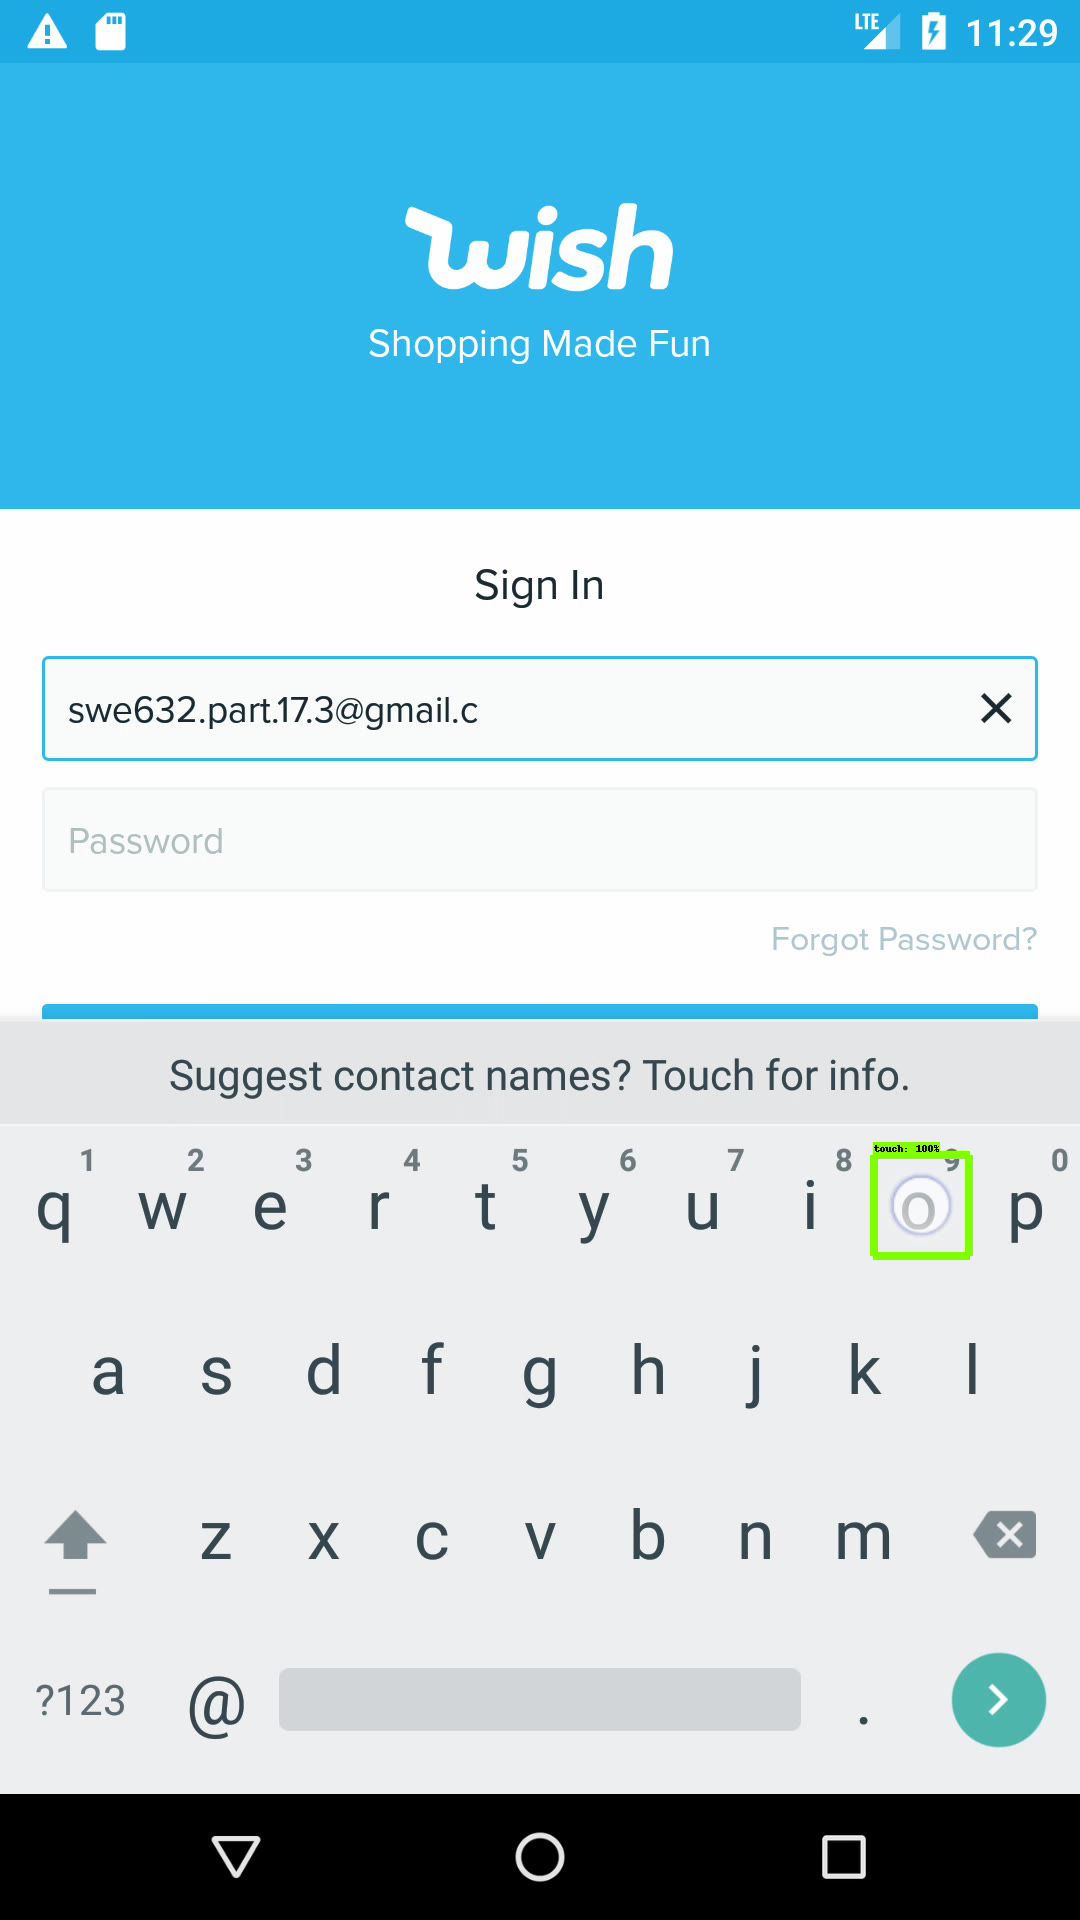 LTE 11:29
wish
Shopping Made Fun
Sign In
swe632.part.17.3@gmail.c
Password
Forgot Password?
Suggest contact names? Touch for info.
touch: 100%
1 2 3 4 5 6 7 8 9 0
q w e r t y u i o p
a s d f g h j k l
z x c v b n m
?123 @ .